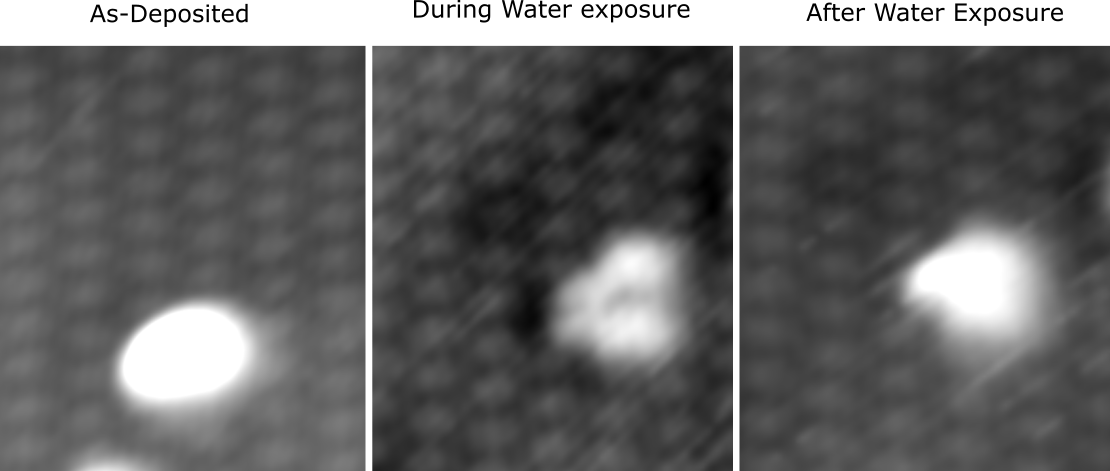 As-Deposited
During Water exposure
After Water Exposure